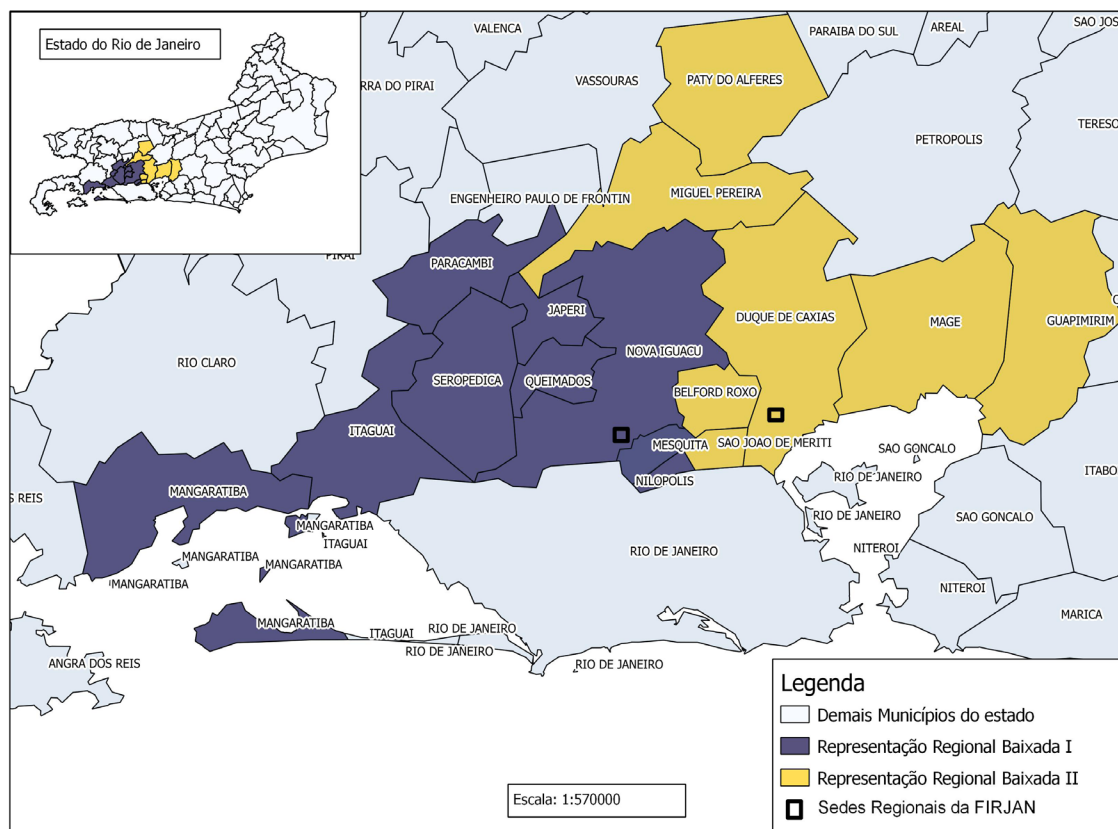 Estado do Rio de Janeiro
VALENCA
PARAIBA DO SUL
AREAL
SAO JOS
RRA DO PIRAI
VASSOURAS
PATY DO ALFERES
TERESO
PETROPOLIS
ENGENHEIRO PAULO DE FRONTIN
MIGUEL PEREIRA
PIRAI
PARACAMBI
JAPERI
DUQUE DE CAXIAS
MAGE
GUAPIMIRIM
NOVA IGUACU
RIO CLARO
SEROPEDICA
QUEIMADOS
BELFORD ROXO
ITAGUAI
MESQUITA
SAO JOAO DE MERITI
SAO GONCALO
NILOPOLIS
RIO DE JANEIRO
ITABO
S REIS
MANGARATIBA
RIO DE JANEIRO
SAO GONCALO
MANGARATIBA
ITAGUAI
RIO DE JANEIRO
NITEROI
MANGARATIBA
MANGARATIBA
MANGARATIBA
NITEROI
MARICA
MANGARATIBA
ITAGUAI
RIO DE JANEIRO
RIO DE JANEIRO
RIO DE JANEIRO
ANGRA DOS REIS
Legenda
Demais Municípios do estado
Representação Regional Baixada I
Representação Regional Baixada II
Sedes Regionais da FIRJAN
Escala: 1:570000